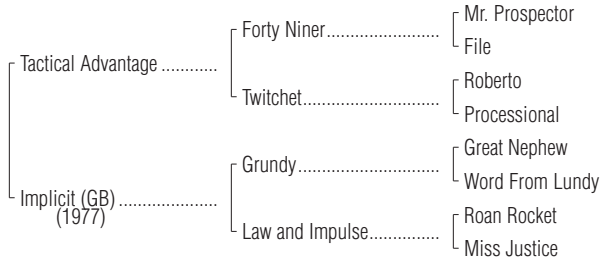 Mr. Prospector
Forty Niner
File
Tactical Advantage
Roberto
Twitchet
Processional
Great Nephew
Grundy
Word From Lundy
Implicit (GB)
(1977)
Roan Rocket
Law and Impulse
Miss Justice